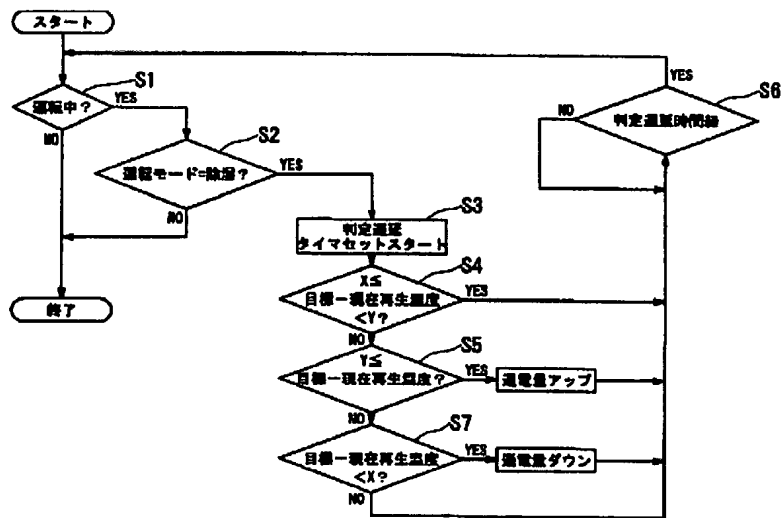 スタート
S1
運転中?
YES
NO
S2
運転モード=除湿?
YES
NO
終了
S3
判定遅延
タイマセットスタート
S4
X≦
目標ー現在再生温度
<Y?
YES
NO
S5
Y≦
目標ー現在再生温度?
YES
通電量アップ
NO
S7
目標ー現在再生温度
<X?
YES
通電量ダウン
NO
S6
判定遅延時間経
YES
NO